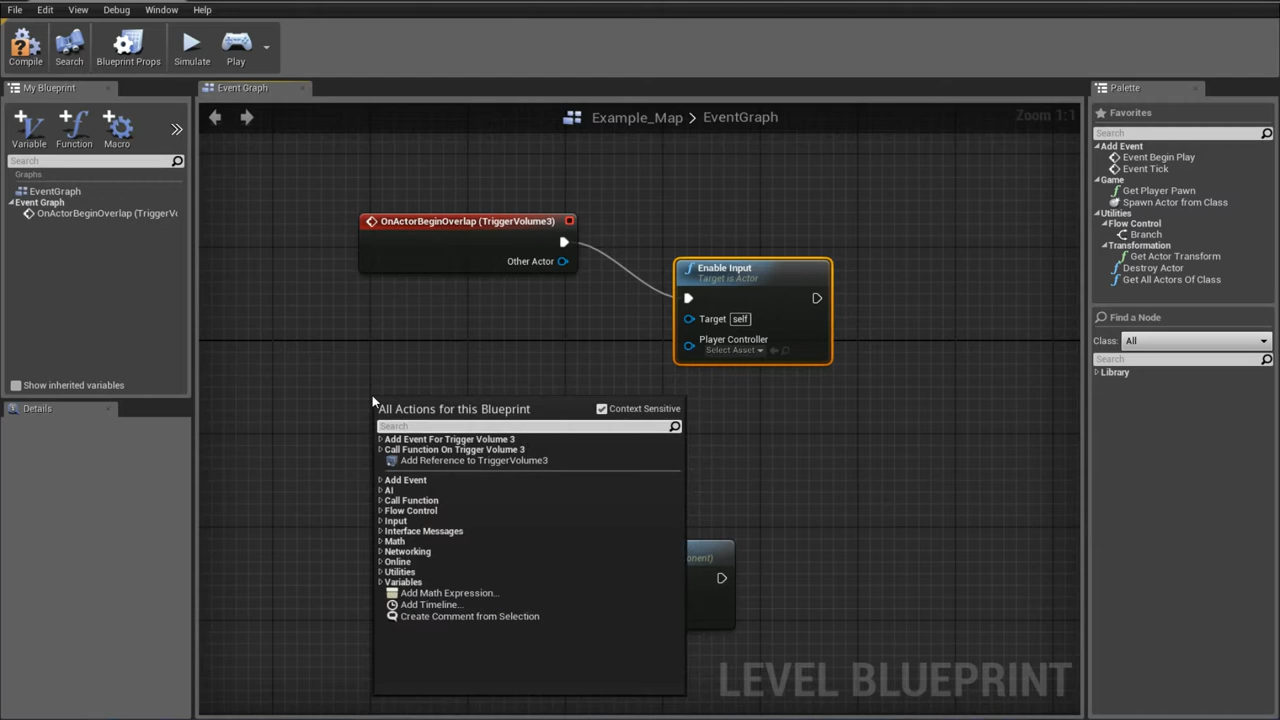 File Edit View Debug Window Help
Compile Search Blueprint Props Simulate Play
My Blueprint
Variable Function Macro
Search
Graphs
EventGraph
Event Graph
OnActorBeginOverlap (TriggerVo
Show inherited variables
Details
Event Graph
Example_Map > EventGraph
Zoom 1:1
OnActorBeginOverlap (TriggerVolume3)
Other Actor
Enable Input
Target is Actor
Target self
Player Controller
Select Asset
All Actions for this Blueprint
Context Sensitive
Search
Add Event For Trigger Volume 3
Call Function On Trigger Volume 3
Add Reference to TriggerVolume3
Add Event
AI
Call Function
Flow Control
Input
Interface Messages
Math
Networking
Online
Utilities
Variables
Add Math Expression...
Add Timeline...
Create Comment from Selection
onent)
LEVEL BLUEPRINT
Palette
Favorites
Search
Add Event
Event Begin Play
Event Tick
Game
Get Player Pawn
Spawn Actor from Class
Utilities
Flow Control
Branch
Transformation
Get Actor Transform
Destroy Actor
Get All Actors Of Class
Find a Node
Class: All
Search
Library